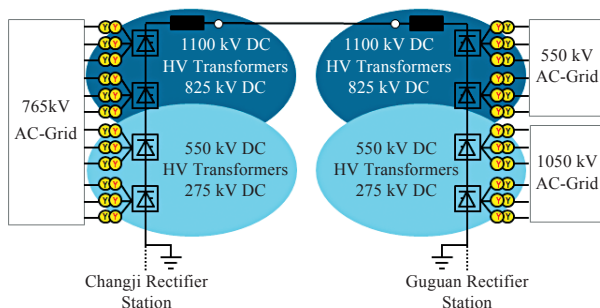 765kV
AC-Grid
1100 kV DC
HV Transformers
825 kV DC
550 kV DC
HV Transformers
275 kV DC
1100 kV DC
HV Transformers
825 kV DC
550 kV DC
HV Transformers
275 kV DC
550 kV
AC-Grid
1050 kV
AC-Grid
Changji Rectifier
Station
Guguan Rectifier
Station